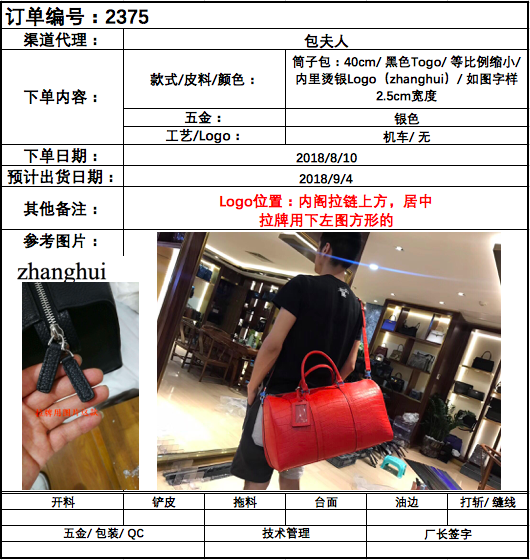 订单编号：2375
渠道代理：
包夫人
下单内容：
款式/皮料/颜色：
筒子包：40cm/ 黑色Togo/ 等比例缩小/
内里烫银Logo（zhanghui）/ 如图字样
2.5cm宽度
五金：
银色
工艺/Logo：
机车/ 无
下单日期：
2018/8/10
预计出货日期：
2018/9/4
其他备注：
Logo位置：内阁拉链上方，居中
拉牌用下左图方形的
参考图片：
zhanghui
开料
铲皮
拖料
台面
油边
打斩/ 缝线
五金/ 包装/ QC
技术管理
厂长签字